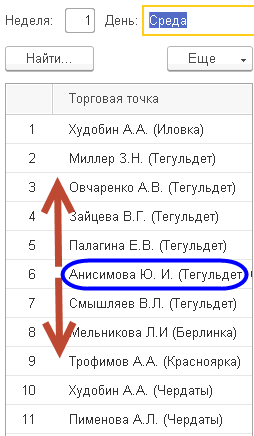 Неделя: 1 День: Среда
Найти... Еще
Торговая точка
1 Худобин А.А. (Иловка)
2 Миллер З.Н. (Тегульдет)
3 Овчаренко А.В. (Тегульдет)
4 Зайцева В.Г. (Тегульдет)
5 Палагина Е.В. (Тегульдет)
6 Анисимова Ю. И. (Тегульдет
7 Смышляев В.Л. (Тегульдет)
8 Мельникова Л.И (Берлинка)
9 Трофимов А.А. (Красноярка)
10 Худобин А.А. (Чердаты)
11 Пименова А.Л. (Чердаты)